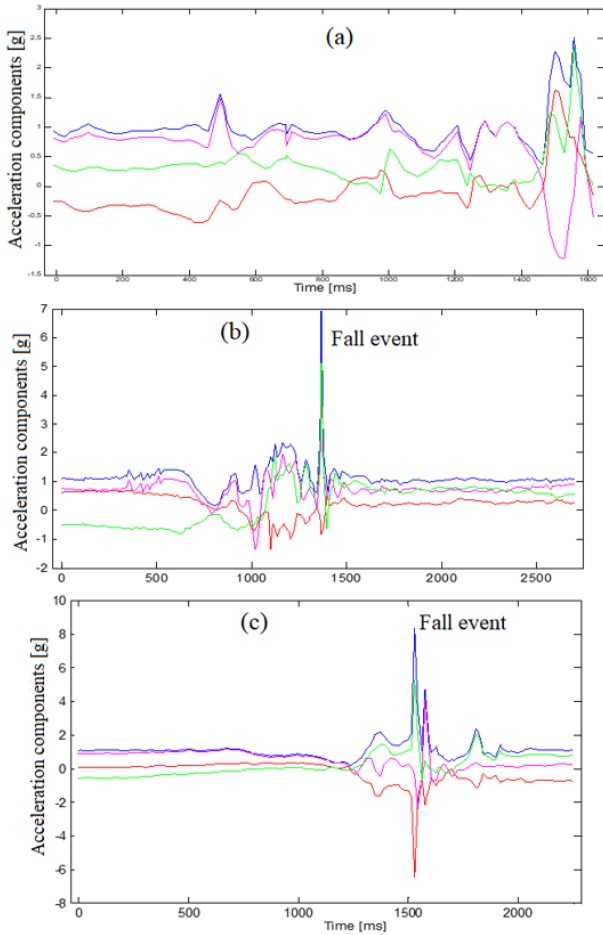 (a)
Acceleration components [g]
3
2.5
2
1.5
1
0.5
0
-0.5
-1
-1.5
0 200 400 600 800 1000 1200 1400 1600
Time [ms]
(b)
Fall event
Acceleration components [g]
7
6
5
4
3
2
1
0
-1
-2
0 500 1000 1500 2000 2500
(c)
Fall event
Acceleration components [g]
10
8
6
4
2
0
-2
-4
-6
-8
0 500 1000 1500 2000
Time [ms]